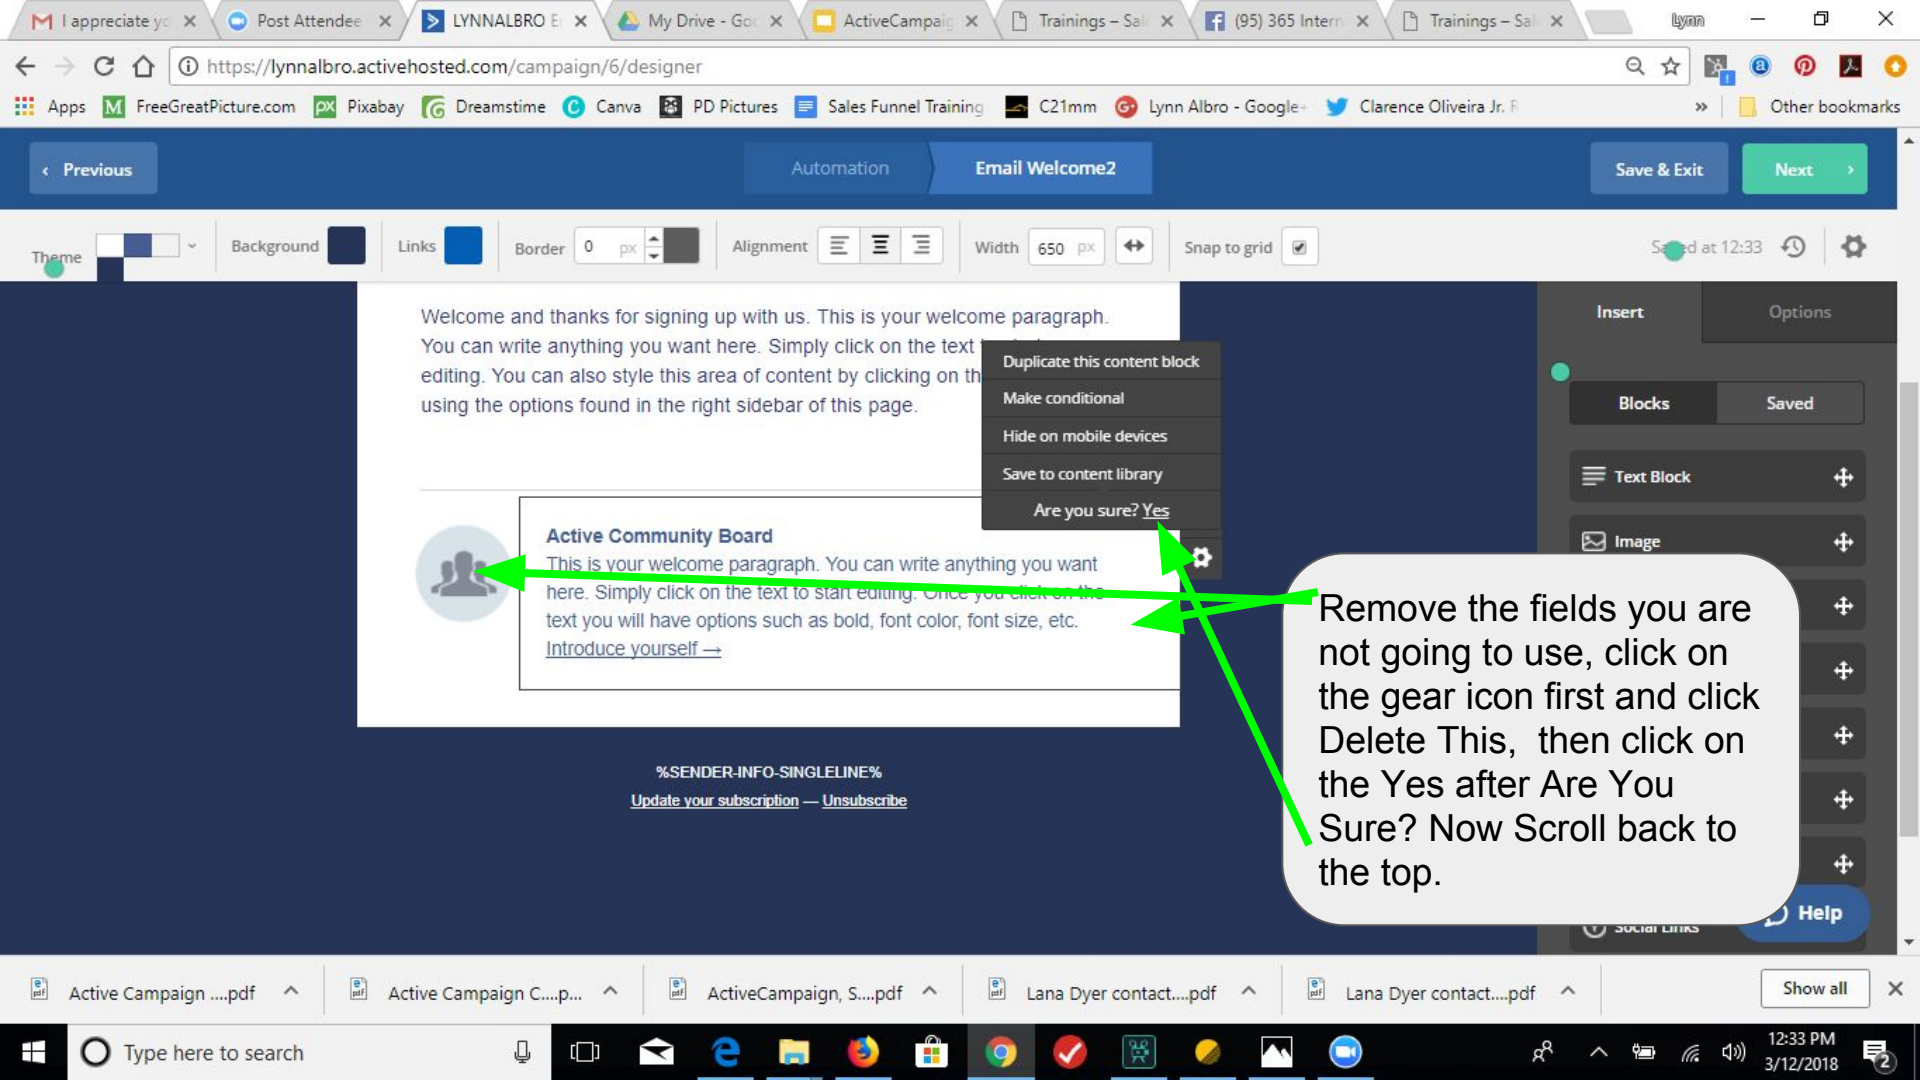 I appreciate yo
Post Attendee
LYNNALBRO E
My Drive - Goo
ActiveCampaig
Trainings – Sale
(95) 365 Intern
Trainings – Sal
Lynn
https://lynnalbro.activehosted.com/campaign/6/designer
Apps
FreeGreatPicture.com
Pixabay
Dreamstime
Canva
PD Pictures
Sales Funnel Training
C21mm
Lynn Albro - Google+
Clarence Oliveira Jr. R
»
Other bookmarks
‹ Previous
Automation
Email Welcome2
Save & Exit
Next ›
Theme
Background
Links
Border 0 px
Alignment
Width 650 px
Snap to grid
Saved at 12:33
Insert
Options
Welcome and thanks for signing up with us. This is your welcome paragraph.
You can write anything you want here. Simply click on the text
editing. You can also style this area of content by clicking on th
using the options found in the right sidebar of this page.
Duplicate this content block
Make conditional
Hide on mobile devices
Save to content library
Are you sure? Yes
Blocks
Saved
Text Block
Image
Active Community Board
This is your welcome paragraph. You can write anything you want
here. Simply click on the text to start editing. Once you click on the
text you will have options such as bold, font color, font size, etc.
Introduce yourself →
%SENDER-INFO-SINGLELINE%
Update your subscription — Unsubscribe
Remove the fields you are
not going to use, click on
the gear icon first and click
Delete This, then click on
the Yes after Are You
Sure? Now Scroll back to
the top.
Help
Social Links
Active Campaign ....pdf
Active Campaign C....p...
ActiveCampaign, S....pdf
Lana Dyer contact....pdf
Lana Dyer contact....pdf
Show all
Type here to search
12:33 PM
3/12/2018
2